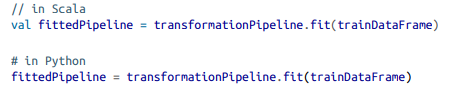 // in Scala
val fittedPipeline = transformationPipeline.fit(trainDataFrame)
# in Python
fittedPipeline = transformationPipeline.fit(trainDataFrame)